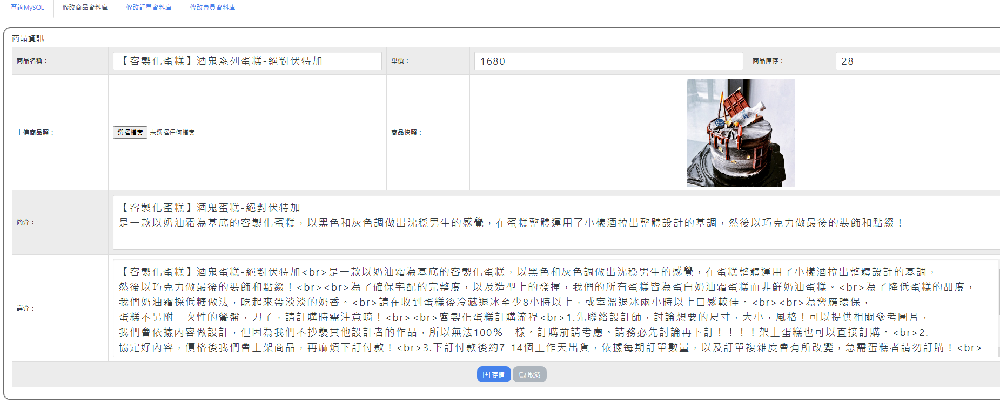 查詢MySQL 修改商品資料庫 修改訂單資料庫 修改會員資料庫
商品資訊
商品名稱： 【客製化蛋糕】酒鬼系列蛋糕-絕對伏特加 單價： 1680 商品庫存： 28
上傳商品照： 選擇檔案 未選擇任何檔案 商品快照：
簡介：
【客製化蛋糕】酒鬼蛋糕-絕對伏特加
是一款以奶油霜為基底的客製化蛋糕，以黑色和灰色調做出沈穩男生的感覺，在蛋糕整體運用了小樣酒拉出整體設計的基調，然後以巧克力做最後的裝飾和點綴！
詳介：
【客製化蛋糕】酒鬼蛋糕-絕對伏特加<br>是一款以奶油霜為基底的客製化蛋糕，以黑色和灰色調做出沈穩男生的感覺，在蛋糕整體運用了小樣酒拉出整體設計的基調，
然後以巧克力做最後的裝飾和點綴！<br><br>為了確保宅配的完整度，以及造型上的發揮，我們的所有蛋糕皆為蛋白奶油霜蛋糕而非鮮奶油蛋糕。<br>為了降低蛋糕的甜度，
我們奶油霜採低糖做法，吃起來帶淡淡的奶香。<br>請在收到蛋糕後冷藏退冰至少8小時以上，或室溫退冰兩小時以上口感較佳。<br><br>為響應環保，
蛋糕不另附一次性的餐盤，刀子，請訂購時需注意唷！<br><br>客製化蛋糕訂購流程<br>1.先聯絡設計師，討論想要的尺寸，大小，風格！可以提供相關參考圖片，
我們會依據內容做設計，但因為我們不抄襲其他設計者的作品，所以無法100%一樣。訂購前請考慮。請務必先討論再下訂！！！！架上蛋糕也可以直接訂購。<br>2.
協定好內容，價格後我們會上架商品，再麻煩下訂付款！<br>3.下訂付款後約7-14個工作天出貨，依據每期訂單數量，以及訂單複雜度會有所改變，急需蛋糕者請勿訂購！<br>
存檔 取消